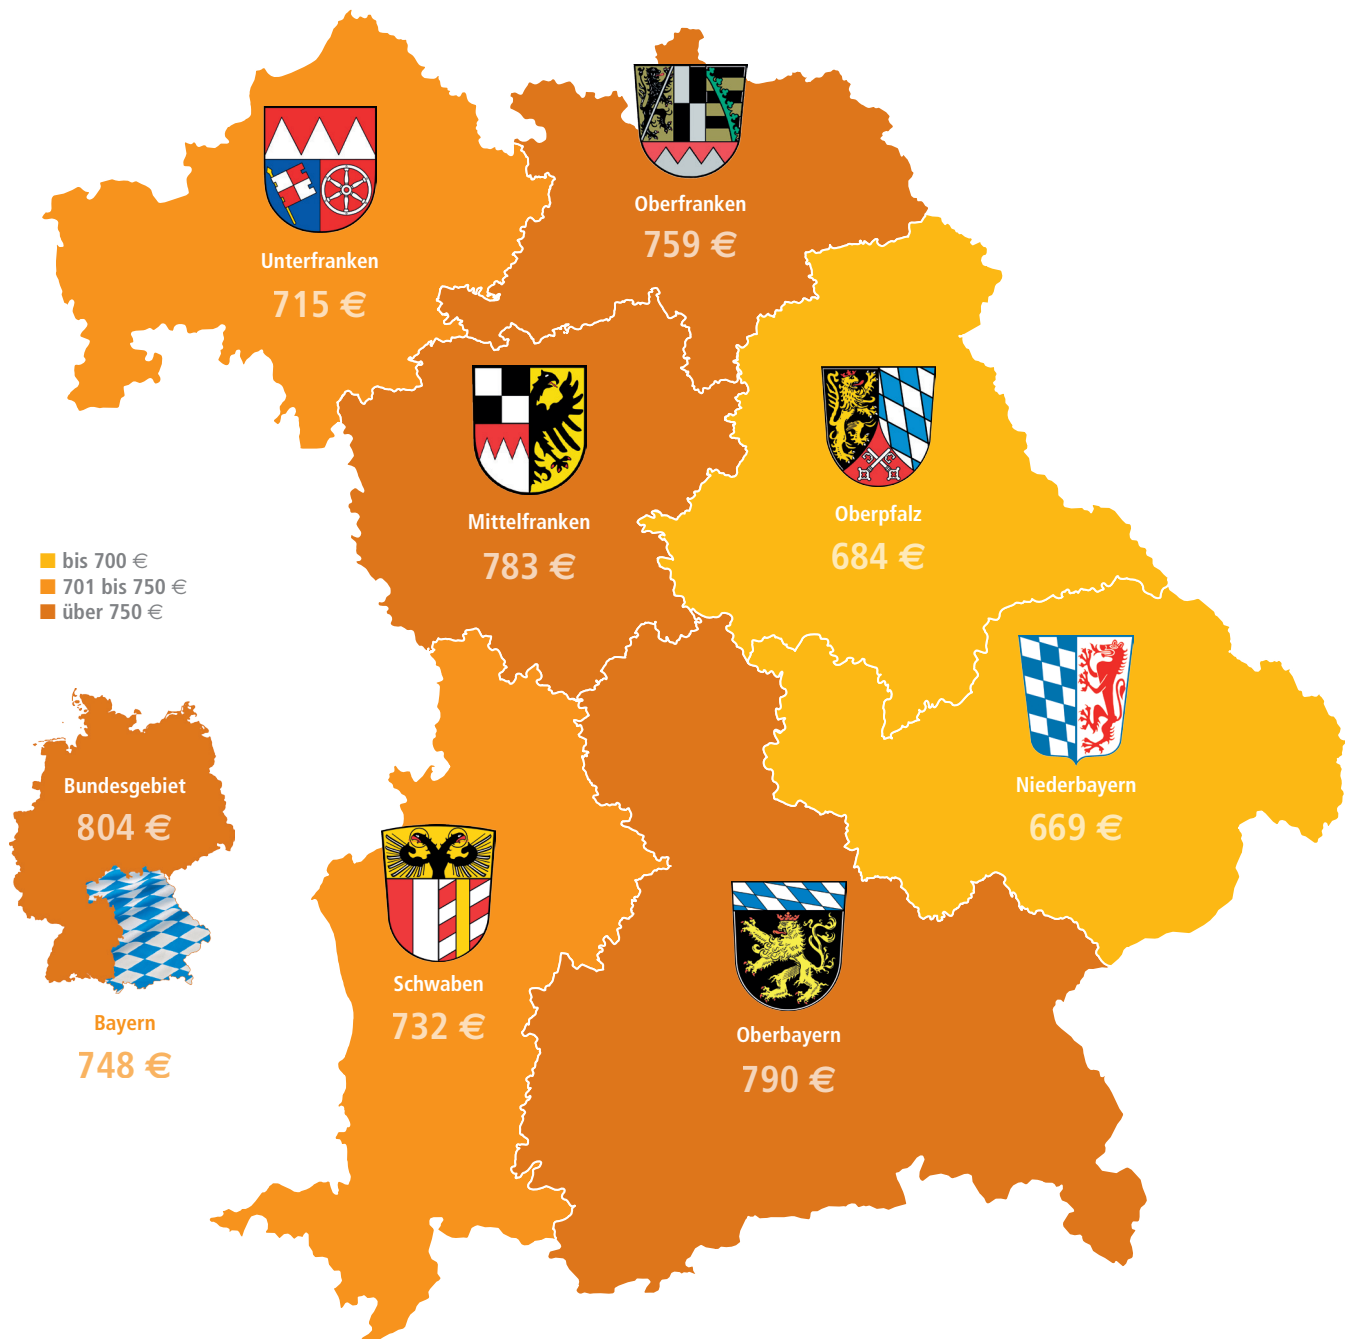 Oberfranken
759 €
Unterfranken
715 €
Mittelfranken
783 €
Oberpfalz
684 €
bis 700 €
701 bis 750 €
über 750 €
Bundesgebiet
804 €
Niederbayern
669 €
Schwaben
732 €
Bayern
748 €
Oberbayern
790 €